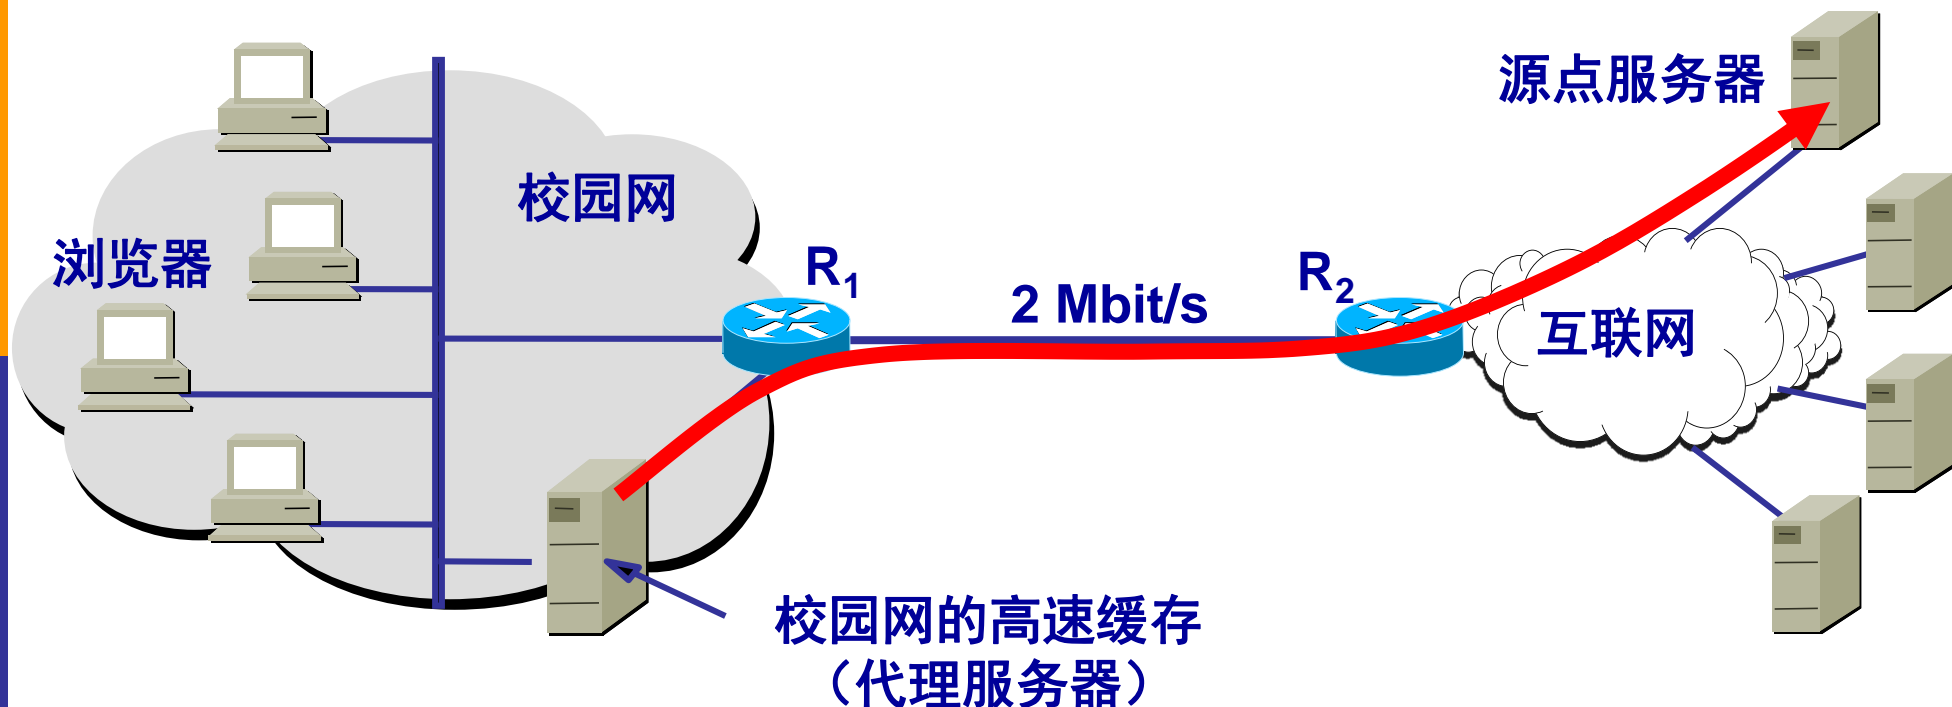 源点服务器
校园网
浏览器
R1
2 Mbit/s
R2
互联网
校园网的高速缓存
（代理服务器）